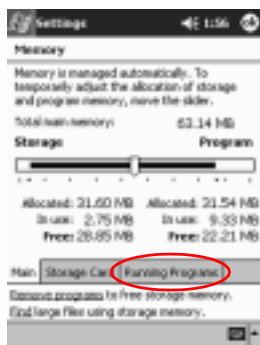 Settings 1:56 ok
Memory
Memory is managed automatically. To
temporarily adjust the allocation of storage
and program memory, move the slider.
Total main memory: 63.14 MB
Storage Program
Allocated: 31.60 MB Allocated: 31.54 MB
In use: 2.75 MB In use: 9.33 MB
Free: 28.85 MB Free: 22.21 MB
Main Storage Card Running Programs
Remove programs to free storage memory.
Find large files using storage memory.